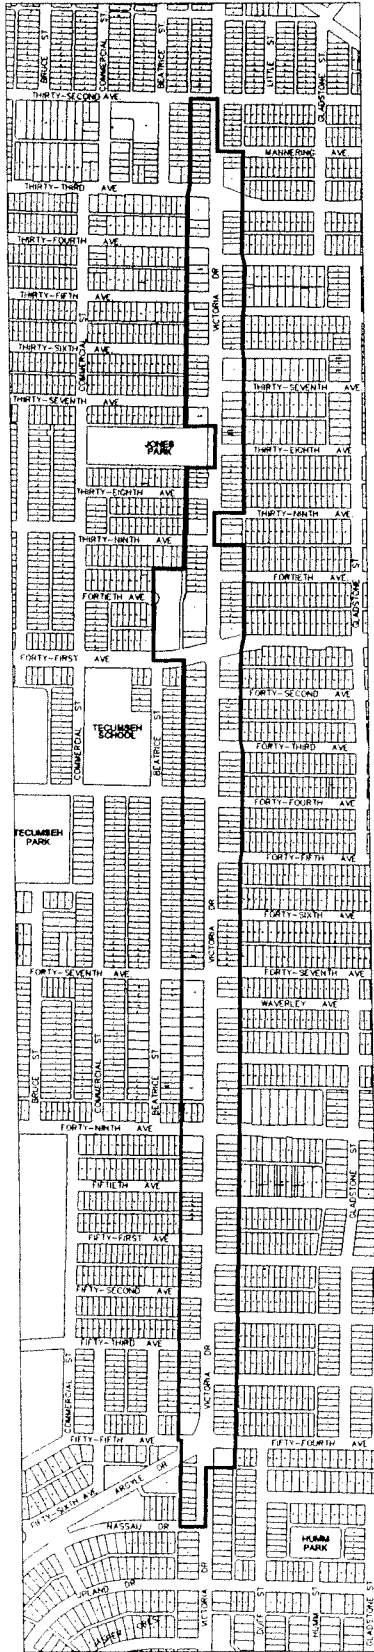 BRUCE ST
COMMERCIAL ST
BEATRICE ST
LITTLE ST
GLADSTONE ST
THIRTY-SECOND AVE
MANNERING AVE
THIRTY-THIRD AVE
THIRTY-FOURTH AVE
VICTORIA DR
THIRTY-FIFTH AVE
COMMERCIAL ST
THIRTY-SIXTH AVE
THIRTY-SEVENTH AVE
THIRTY-SEVENTH AVE
JONES
PARK
THIRTY-EIGHTH AVE
THIRTY-EIGHTH AVE
THIRTY-NINTH AVE
THIRTY-NINTH AVE
FORTIETH AVE
FORTIETH AVE
GLADSTONE ST
FORTY-FIRST AVE
FORTY-SECOND AVE
COMMERCIAL ST
TECUMSEH
SCHOOL
BEATRICE ST
FORTY-THIRD AVE
FORTY-FOURTH AVE
TECUMSEH
PARK
FORTY-FIFTH AVE
VICTORIA DR
FORTY-SIXTH AVE
FORTY-SEVENTH AVE
FORTY-SEVENTH AVE
WAVERLEY AVE
BRUCE ST
COMMERCIAL ST
BEATRICE ST
FORTY-NINTH AVE
GLADSTONE ST
FIFTIETH AVE
FIFTY-FIRST AVE
FIFTY-SECOND AVE
FIFTY-THIRD AVE
COMMERCIAL ST
VICTORIA DR
FIFTY-FIFTH AVE
FIFTY-FOURTH AVE
FIFTY-SIXTH AVE
ARGYLE DR
NASSAU DR
HUMM
PARK
UPLAND DR
VICTORIA DR
DUFF ST
HUMM ST
GLADSTONE ST
JASPER CRES